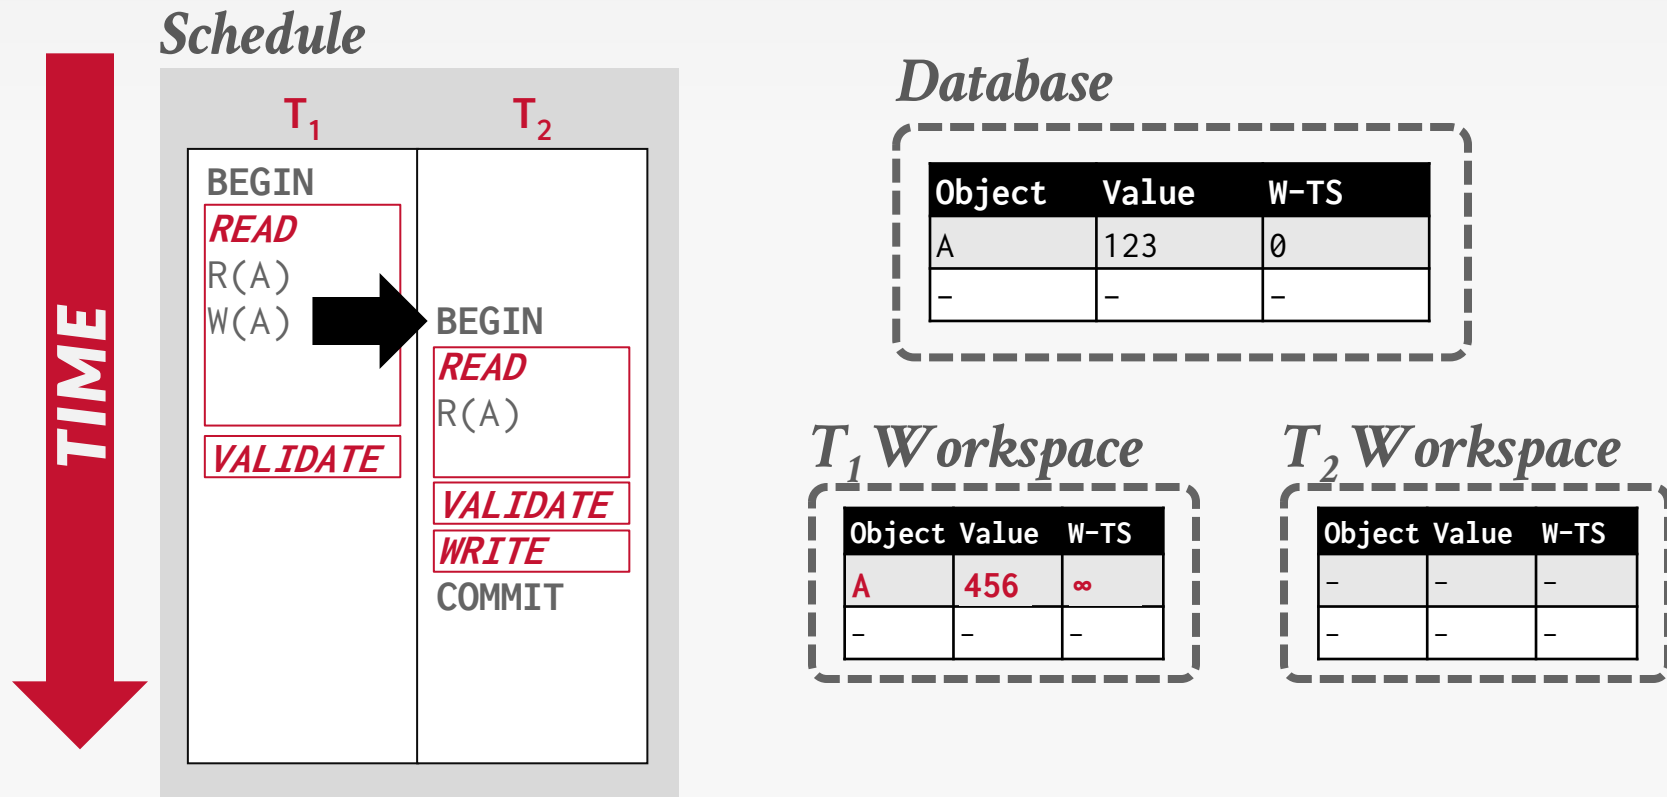 Schedule
TIME
T1 T2
BEGIN
READ
R(A)
W(A)
VALIDATE
BEGIN
READ
R(A)
VALIDATE
WRITE
COMMIT
Database
Object Value W-TS
A 123 0
- - -
T1 Workspace
Object Value W-TS
A 456 ∞
- - -
T2 Workspace
Object Value W-TS
- - -
- - -